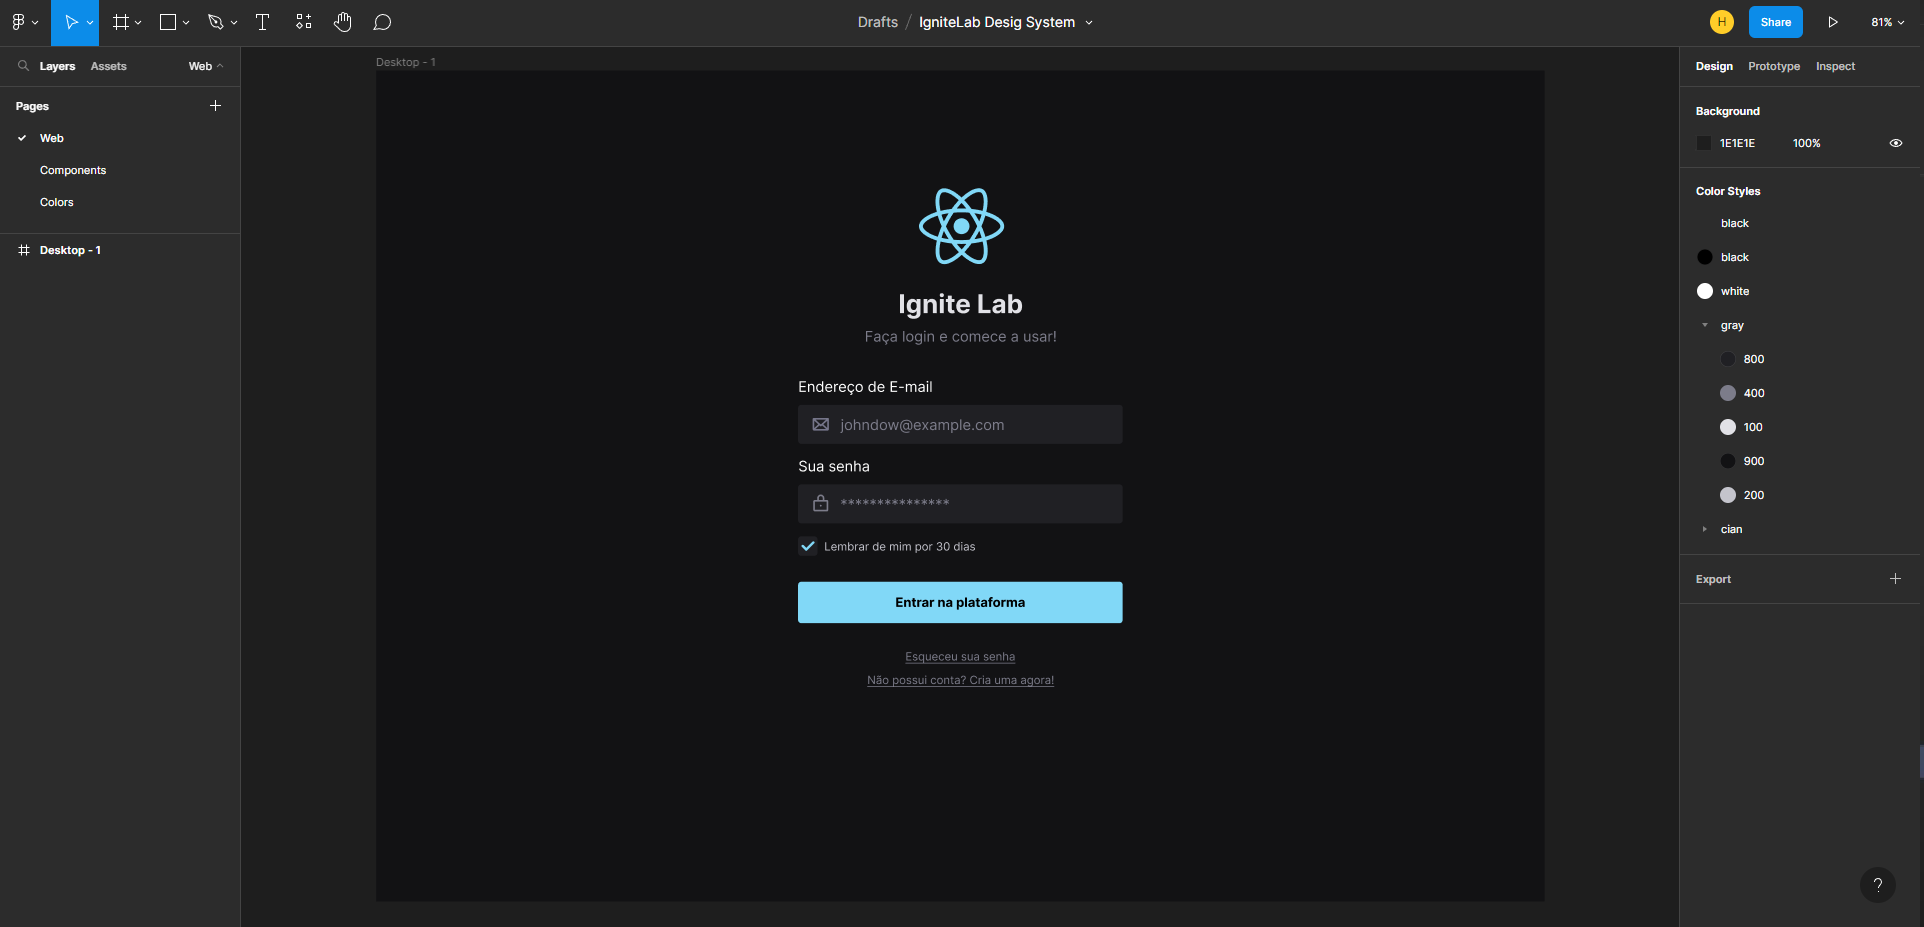 Drafts / IgniteLab Desig System
H
Share
81%
Layers
Assets
Web
Pages
Web
Components
Colors
Desktop - 1
Desktop - 1
Ignite Lab
Faça login e comece a usar!
Endereço de E-mail
johndow@example.com
Sua senha
***************
Lembrar de mim por 30 dias
Entrar na plataforma
Esqueceu sua senha
Não possui conta? Cria uma agora!
Design
Prototype
Inspect
Background
1E1E1E
100%
Color Styles
black
black
white
gray
800
400
100
900
200
cian
Export
?